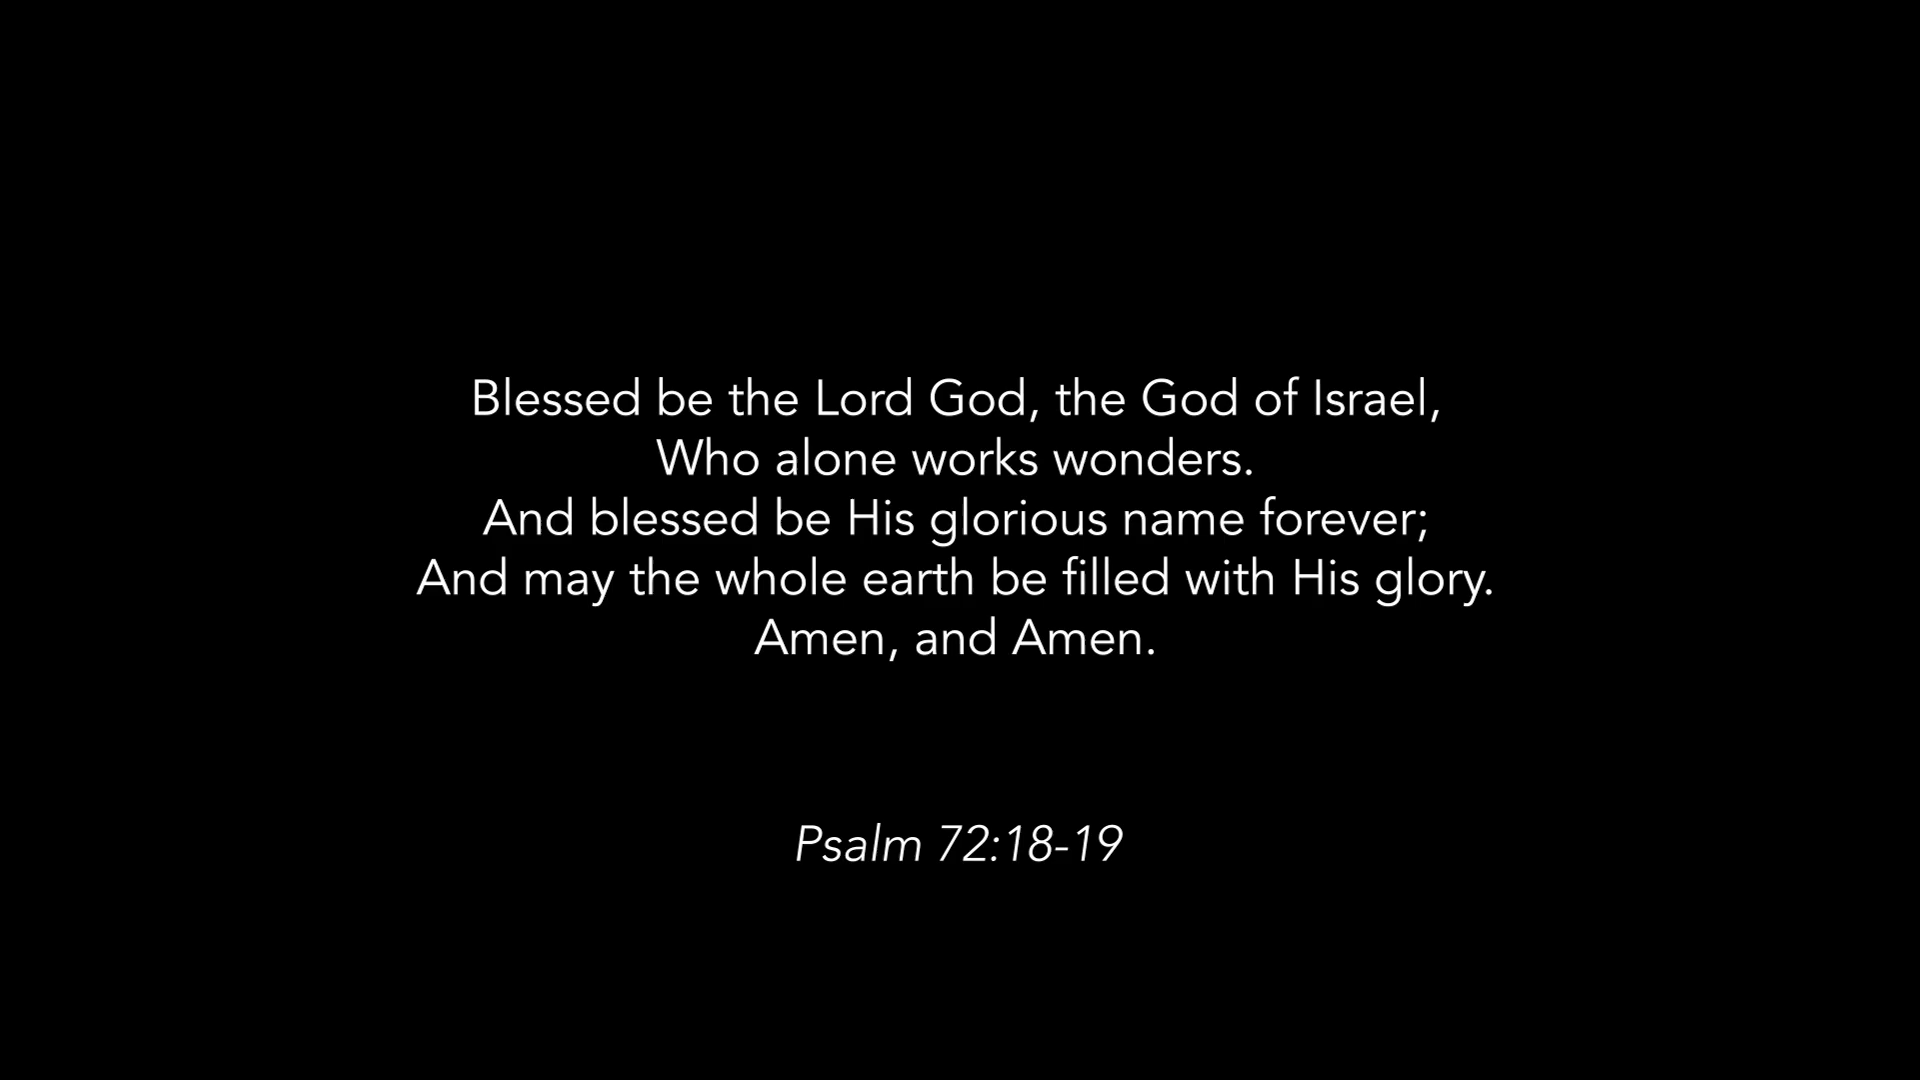 Blessed be the Lord God, the God of Israel,
Who alone works wonders.
And blessed be His glorious name forever;
And may the whole earth be filled with His glory.
Amen, and Amen.
Psalm 72:18-19